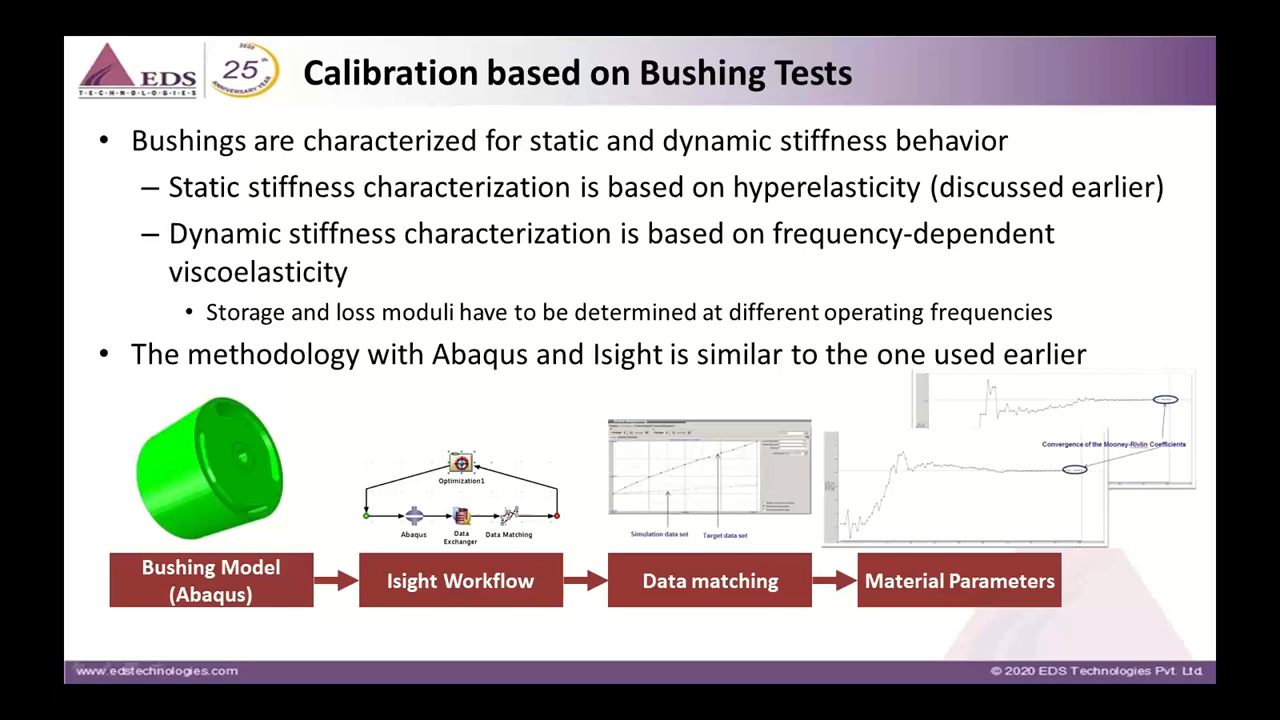 EDS
TECHNOLOGIES
2020
25th
ANNIVERSARY YEAR
Calibration based on Bushing Tests
• Bushings are characterized for static and dynamic stiffness behavior
– Static stiffness characterization is based on hyperelasticity (discussed earlier)
– Dynamic stiffness characterization is based on frequency-dependent
viscoelasticity
• Storage and loss moduli have to be determined at different operating frequencies
• The methodology with Abaqus and Isight is similar to the one used earlier
Convergence of the Mooney-Rivlin Coefficients
Optimization1
Abaqus
Data
Exchanger
Data Matching
Simulation data set
Target data set
Bushing Model
(Abaqus)
Isight Workflow
Data matching
Material Parameters
www.edstechnologies.com
© 2020 EDS Technologies Pvt. Ltd.